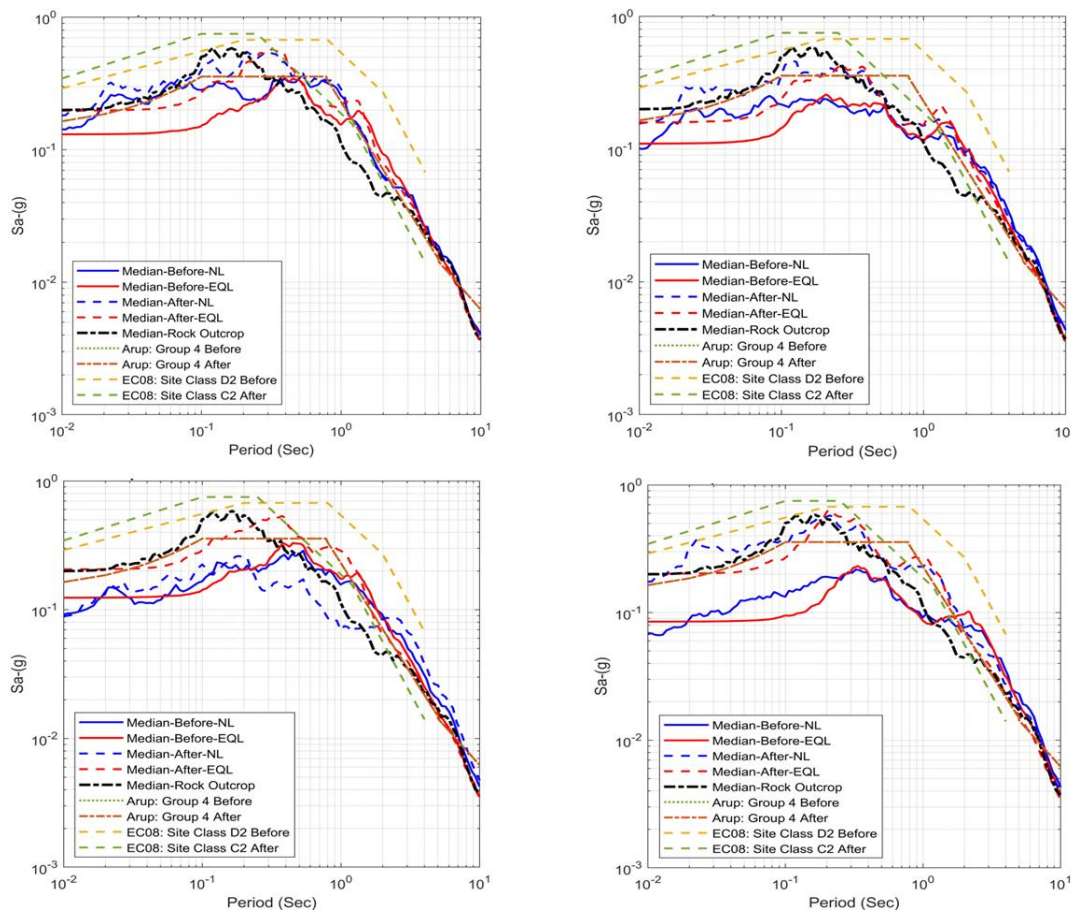 10^0
10^-1
10^-2
10^-3
Sa-(g)
Median-Before-NL
Median-Before-EQL
Median-After-NL
Median-After-EQL
Median-Rock Outcrop
Arup: Group 4 Before
Arup: Group 4 After
EC08: Site Class D2 Before
EC08: Site Class C2 After
10^-2 10^-1 10^0 10^1
Period (Sec)
10^0
10^-1
10^-2
10^-3
Sa-(g)
Median-Before-NL
Median-Before-EQL
Median-After-NL
Median-After-EQL
Median-Rock Outcrop
Arup: Group 4 Before
Arup: Group 4 After
EC08: Site Class D2 Before
EC08: Site Class C2 After
10^-2 10^-1 10^0 10^1
Period (Sec)
10^0
10^-1
10^-2
10^-3
Sa-(g)
Median-Before-NL
Median-Before-EQL
Median-After-NL
Median-After-EQL
Median-Rock Outcrop
Arup: Group 4 Before
Arup: Group 4 After
EC08: Site Class D2 Before
EC08: Site Class C2 After
10^-2 10^-1 10^0 10^1
Period (Sec)
10^0
10^-1
10^-2
10^-3
Sa-(g)
Median-Before-NL
Median-Before-EQL
Median-After-NL
Median-After-EQL
Median-Rock Outcrop
Arup: Group 4 Before
Arup: Group 4 After
EC08: Site Class D2 Before
EC08: Site Class C2 After
10^-2 10^-1 10^0 10^1
Period (Sec)